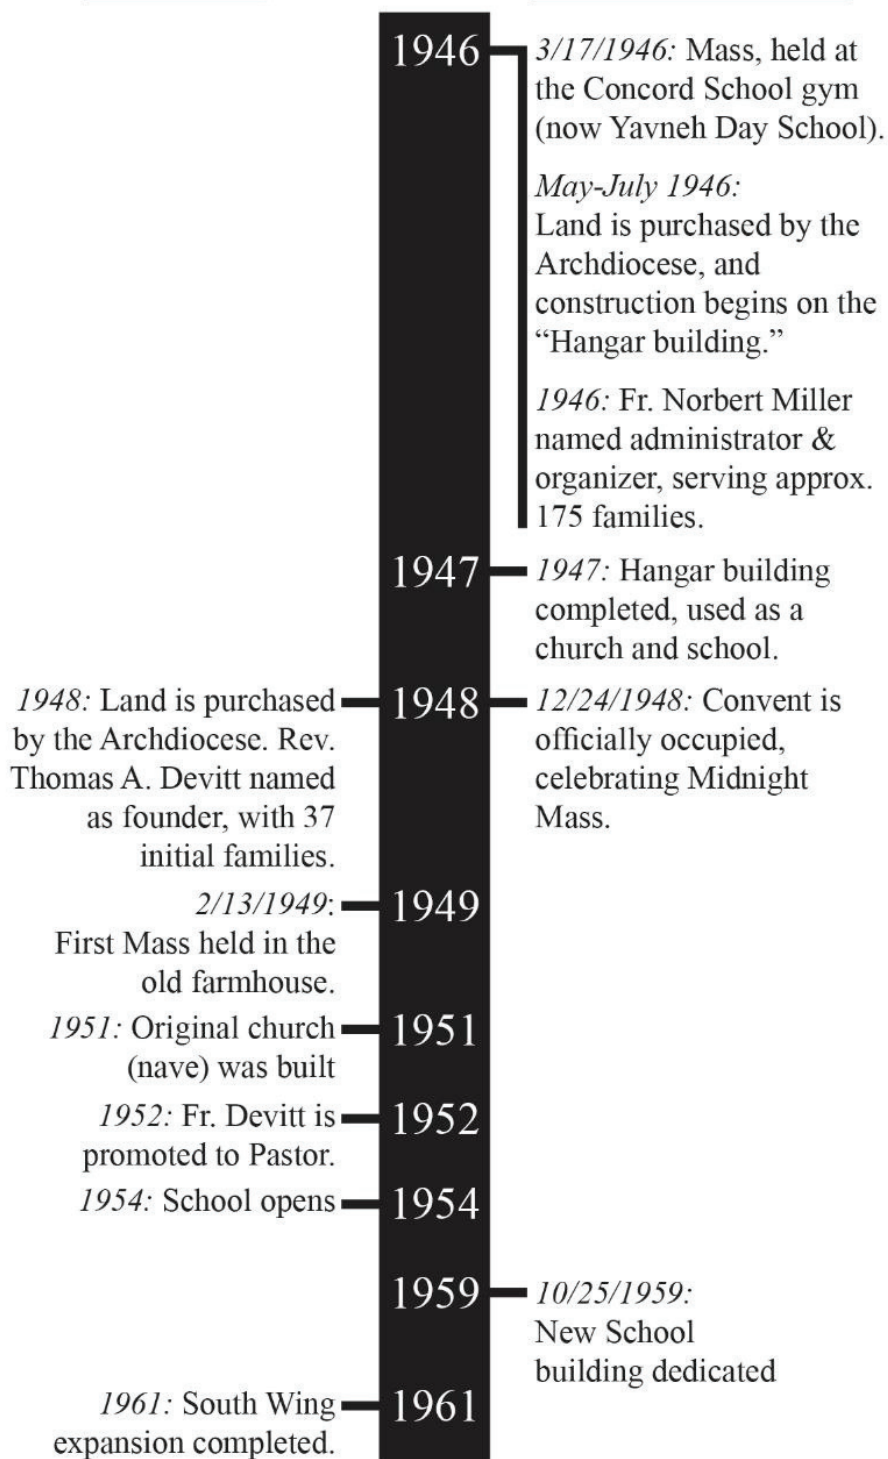 1946
3/17/1946: Mass, held at
the Concord School gym
(now Yavneh Day School).
May-July 1946:
Land is purchased by the
Archdiocese, and
construction begins on the
“Hangar building.”
1946: Fr. Norbert Miller
named administrator &
organizer, serving approx.
175 families.
1947
1947: Hangar building
completed, used as a
church and school.
1948: Land is purchased
by the Archdiocese. Rev.
Thomas A. Devitt named
as founder, with 37
initial families.
1948
12/24/1948: Convent is
officially occupied,
celebrating Midnight
Mass.
2/13/1949:
First Mass held in the
old farmhouse.
1949
1951: Original church
(nave) was built
1951
1952: Fr. Devitt is
promoted to Pastor.
1952
1954: School opens
1954
1959
10/25/1959:
New School
building dedicated
1961: South Wing
expansion completed.
1961